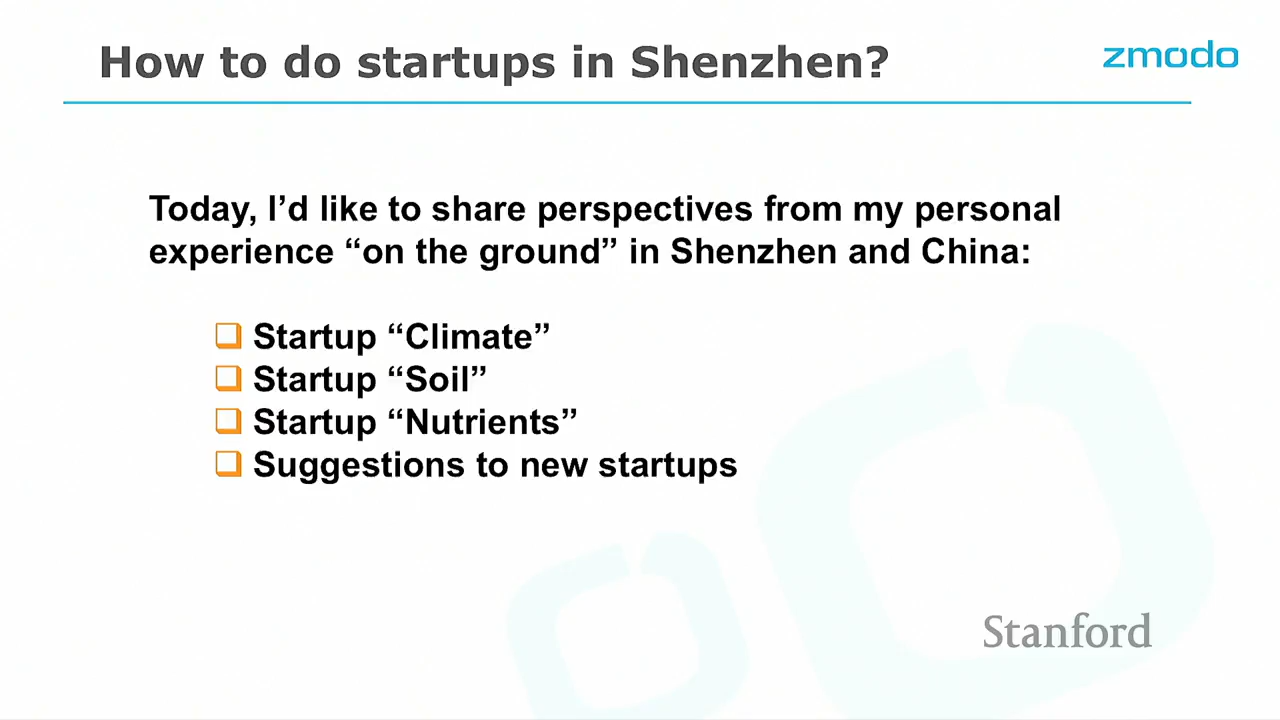 How to do startups in Shenzhen?
zmodo
Today, I’d like to share perspectives from my personal
experience “on the ground” in Shenzhen and China:
Startup “Climate”
Startup “Soil”
Startup “Nutrients”
Suggestions to new startups
Stanford